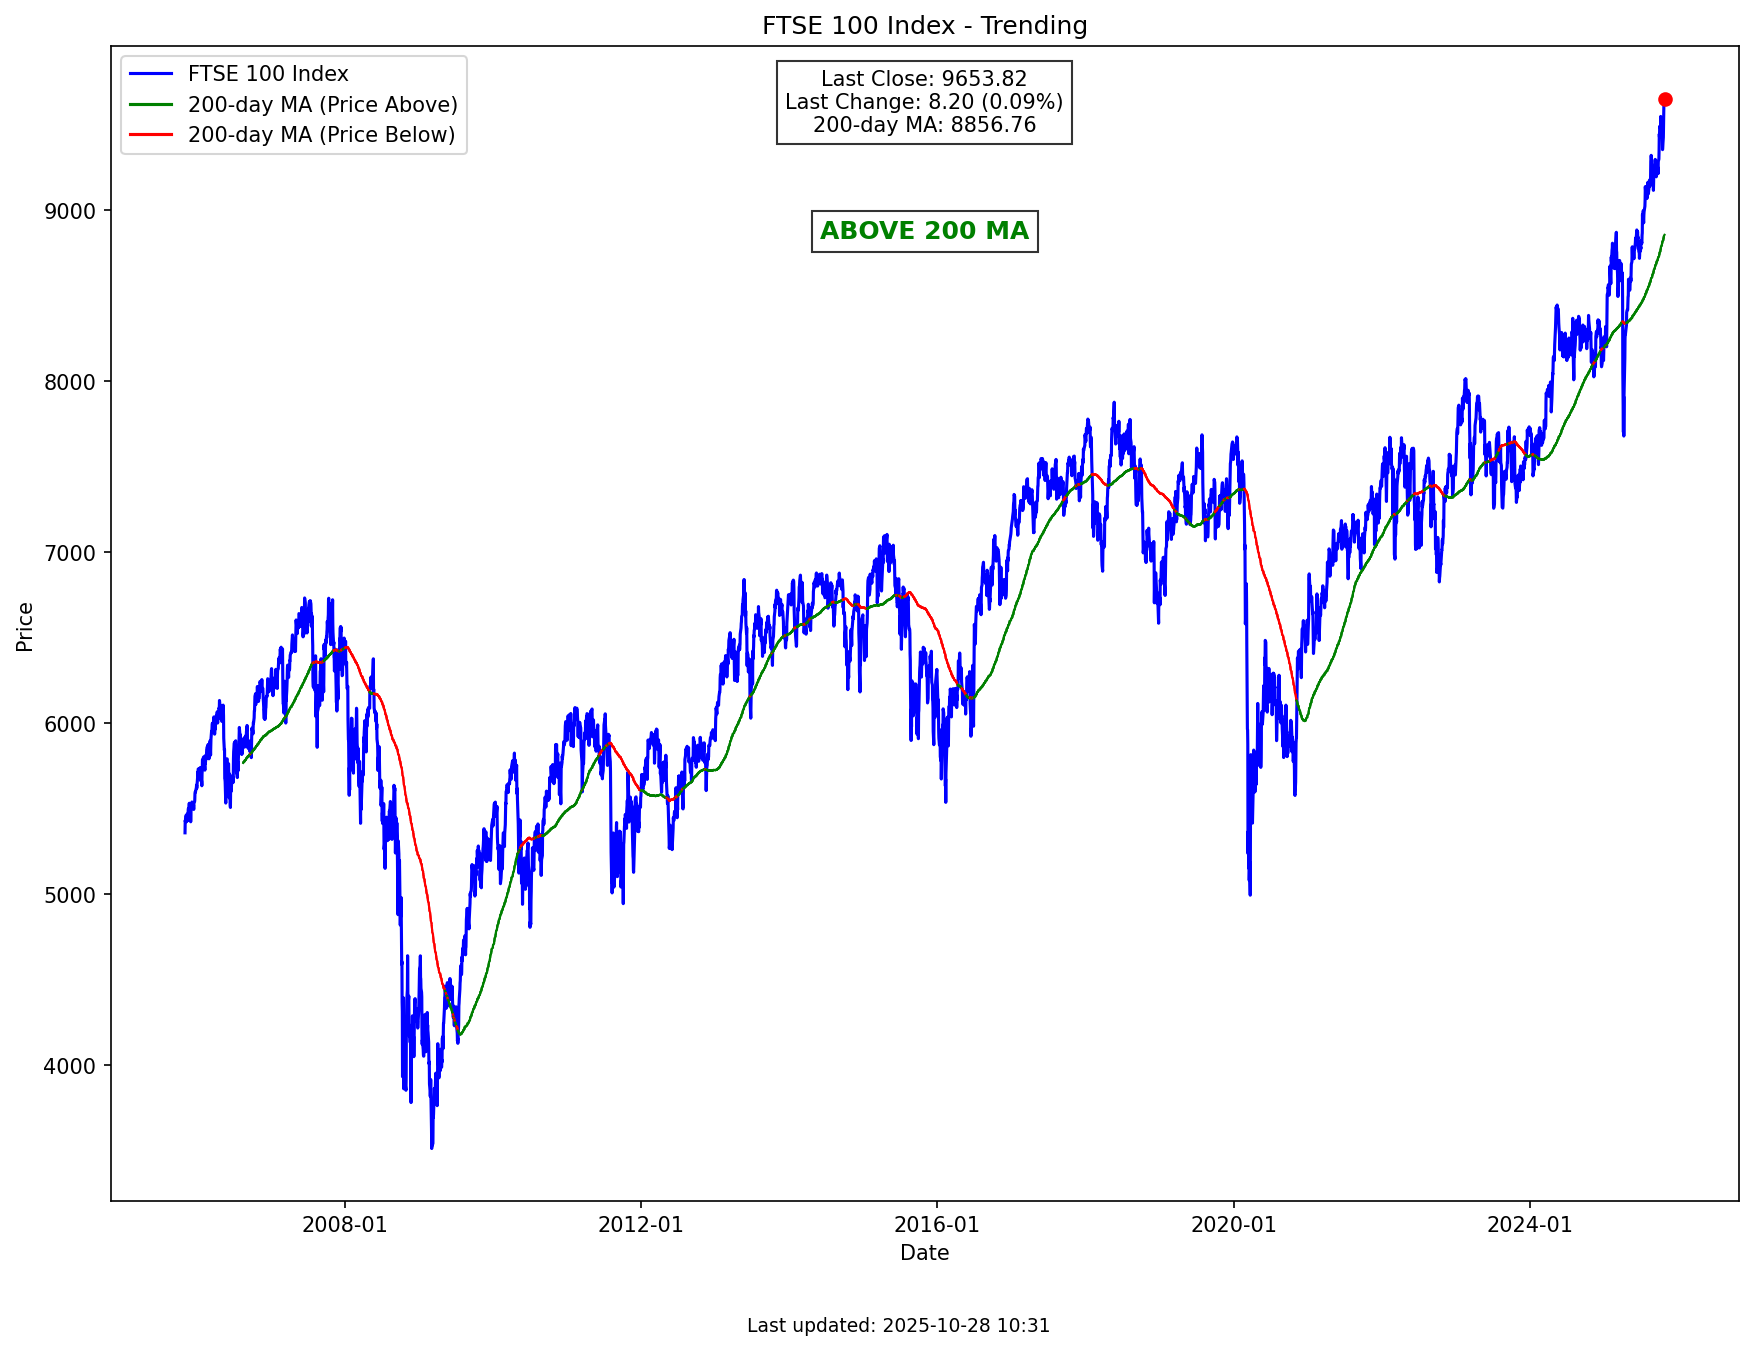 FTSE 100 Index - Trending
FTSE 100 Index
200-day MA (Price Above)
200-day MA (Price Below)
Last Close: 9653.82
Last Change: 8.20 (0.09%)
200-day MA: 8856.76
ABOVE 200 MA
Price
9000
8000
7000
6000
5000
4000
2008-01
2012-01
2016-01
2020-01
2024-01
Date
Last updated: 2025-10-28 10:31